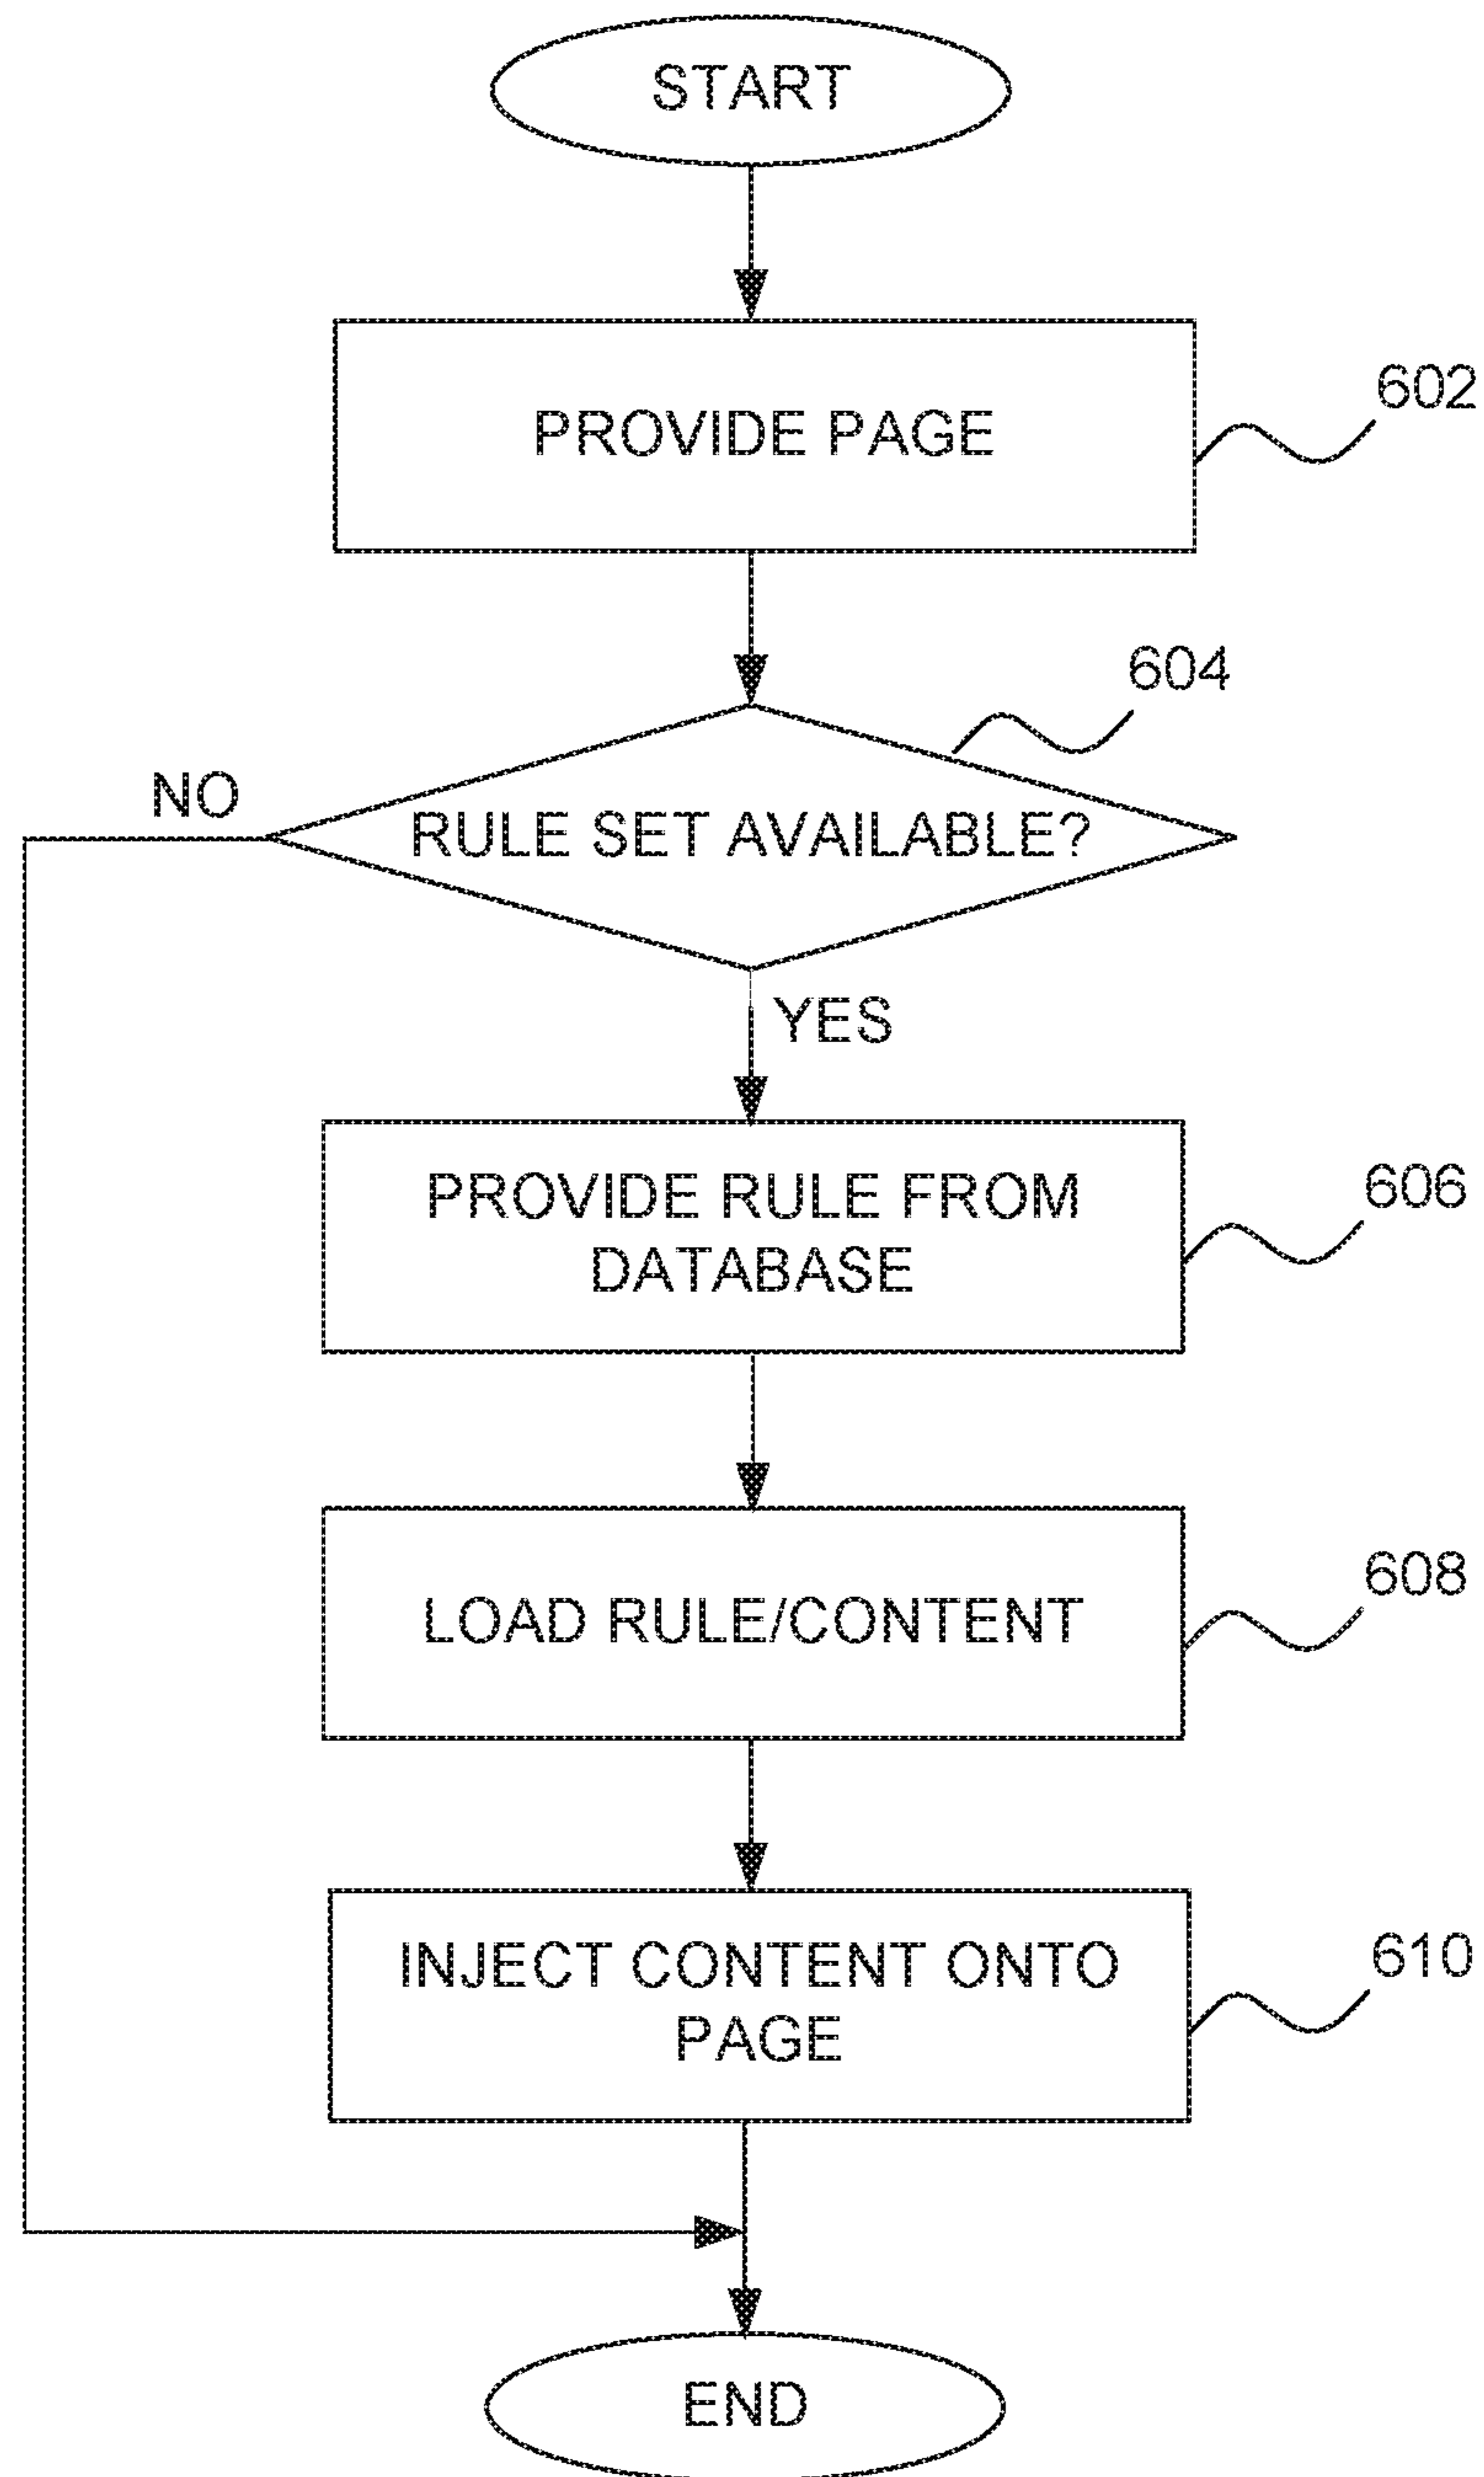 START
PROVIDE PAGE
602
604
NO
RULE SET AVAILABLE?
YES
PROVIDE RULE FROM
DATABASE
606
LOAD RULE/CONTENT
608
INJECT CONTENT ONTO
PAGE
610
END